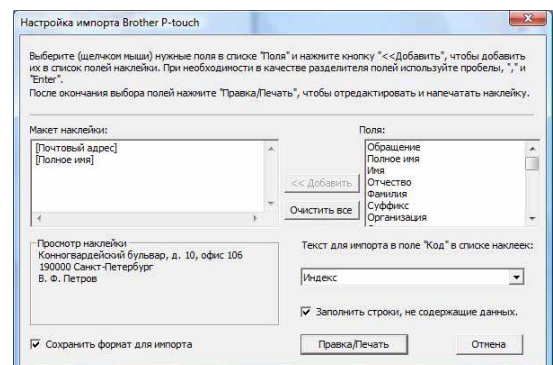 Настройка импорта Brother P-touch
Выберите (щелчком мыши) нужные поля в списке "Поля" и нажмите кнопку "<<Добавить", чтобы добавить
их в список полей наклейки. При необходимости в качестве разделителя полей используйте пробелы, "," и
"Enter".
После окончания выбора полей нажмите "Правка/Печать", чтобы отредактировать и напечатать наклейку.
Макет наклейки:
[Почтовый адрес]
[Полное имя]
<< Добавить
Очистить все
Поля:
Обращение
Полное имя
Имя
Отчество
Фамилия
Суффикс
Организация
Просмотр наклейки
Конногвардейский бульвар, д. 10, офис 106
190000 Санкт-Петербург
В. Ф. Петров
Текст для импорта в поле "Код" в списке наклеек:
Индекс
Заполнить строки, не содержащие данных.
Сохранить формат для импорта
Правка/Печать
Отмена